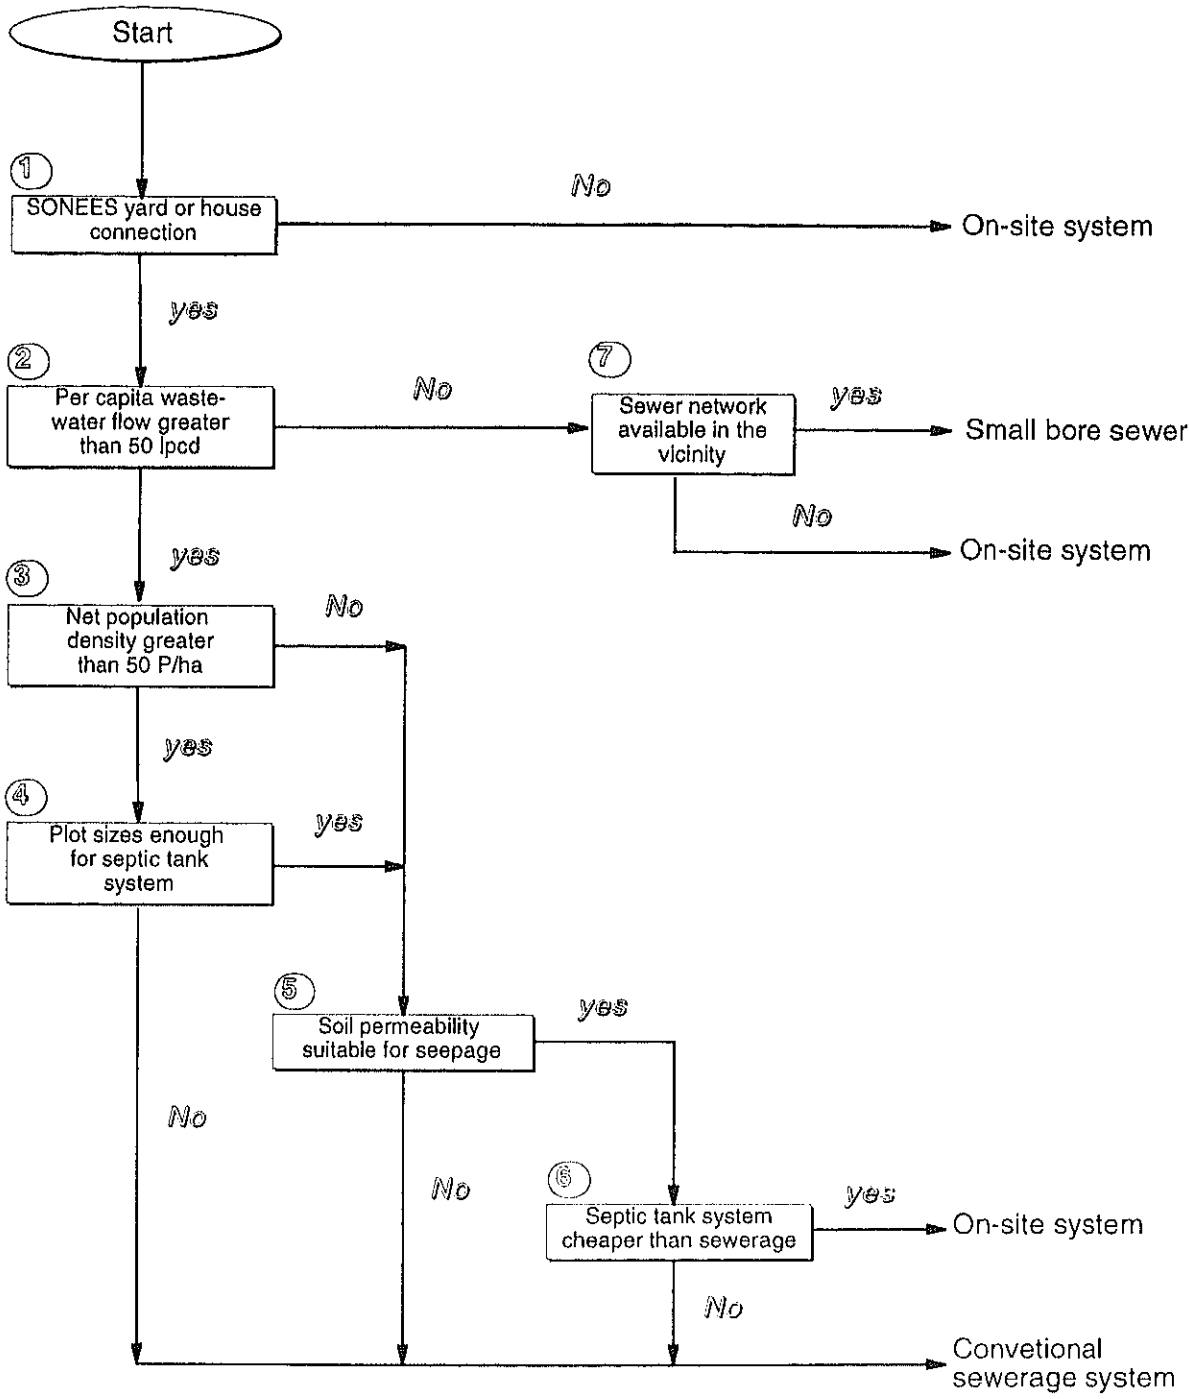 Start
1
No
SONEES yard or house
connection
On-site system
yes
2
7
No
yes
Per capita waste-
water flow greater
than 50 lpcd
Sewer network
available in the
vicinity
Small bore sewer
No
On-site system
yes
3
No
Net population
density greater
than 50 P/ha
yes
4
yes
Plot sizes enough
for septic tank
system
5
yes
Soil permeability
suitable for seepage
No
No
6
yes
Septic tank system
cheaper than sewerage
On-site system
No
Convetional
sewerage system